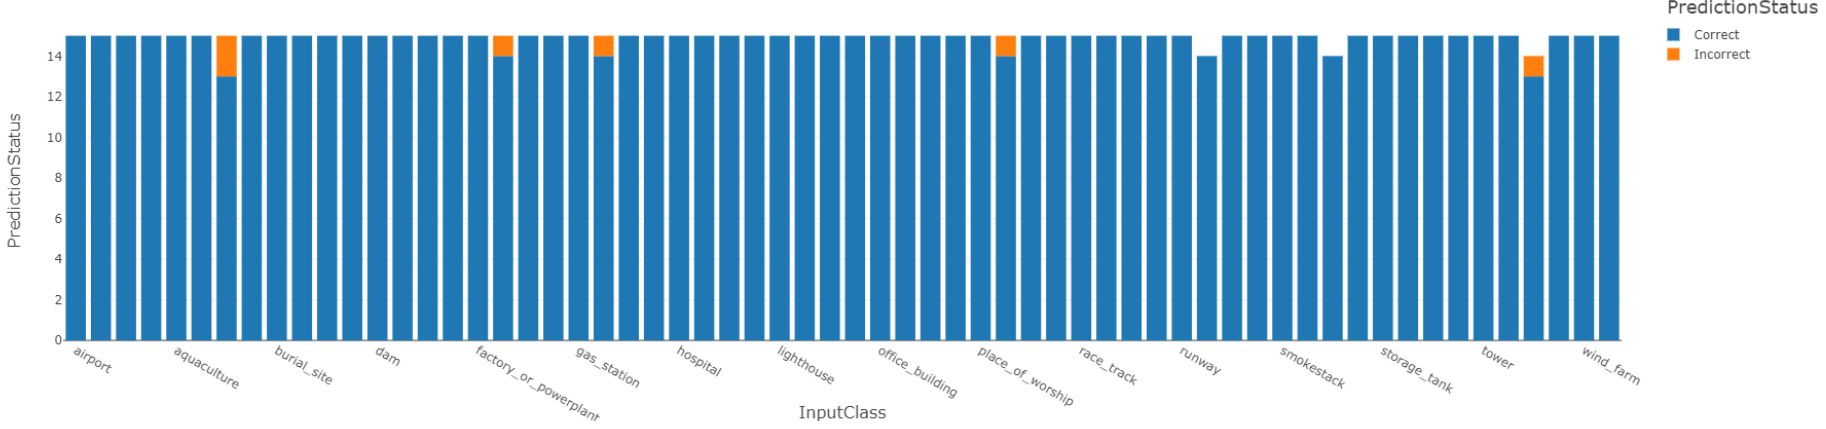 PredictionStatus
Correct
Incorrect
PredictionStatus
14
12
10
8
6
4
2
0
airport
aquaculture
burial_site
dam
factory_or_powerplant
gas_station
hospital
lighthouse
office_building
place_of_worship
race_track
runway
smokestack
storage_tank
tower
wind_farm
InputClass